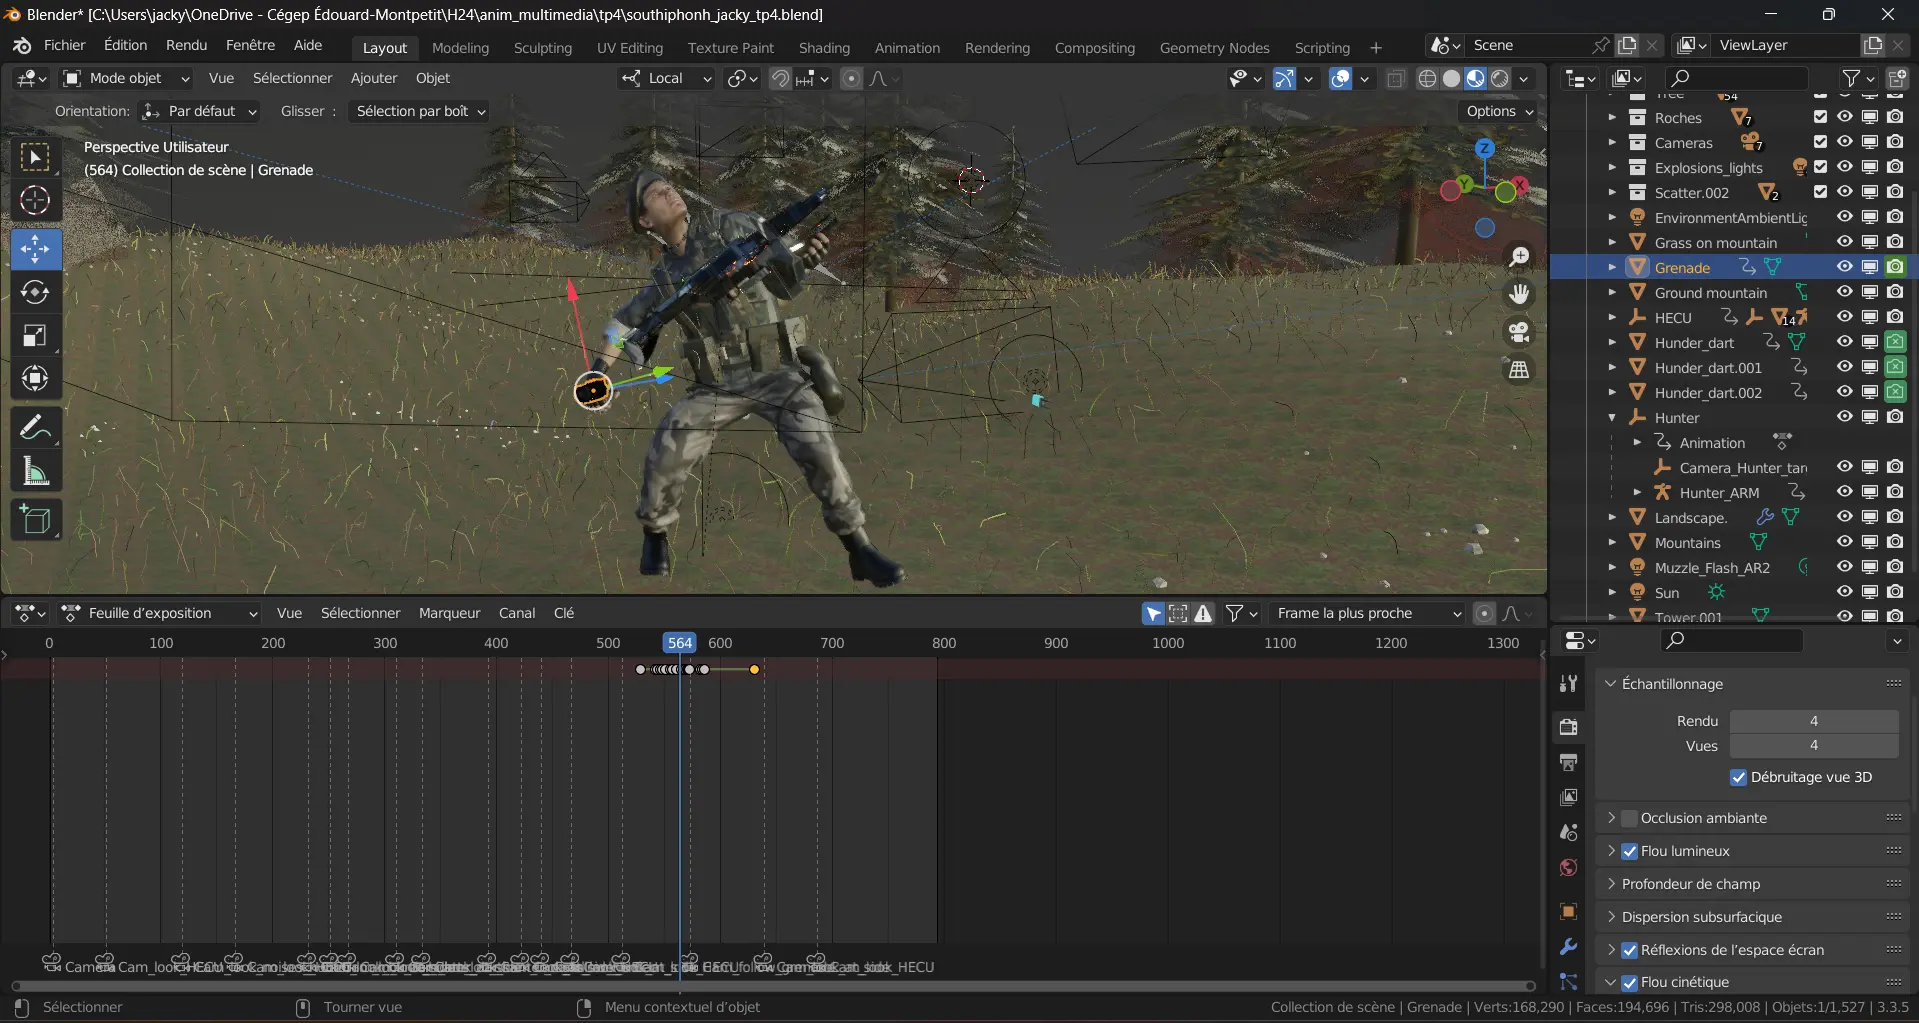 Blender* [C:\Users\jacky\OneDrive - Cégep Édouard-Montpetit\H24\anim_multimedia\tp4\southiphonh_jacky_tp4.blend]
Fichier Édition Rendu Fenêtre Aide Layout Modeling Sculpting UV Editing Texture Paint Shading Animation Rendering Compositing Geometry Nodes Scripting + Scene ViewLayer
Mode objet Vue Sélectionner Ajouter Objet Local
Orientation: Par défaut Glisser : Sélection par boît Options
Perspective Utilisateur
(564) Collection de scène | Grenade
Z
Y
X
Tree 54
Roches 7
Cameras 7
Explosions_lights
Scatter.002 2
EnvironmentAmbientLig
Grass on mountain
Grenade
Ground mountain
HECU 14
Hunder_dart
Hunder_dart.001
Hunder_dart.002
Hunter
Animation
Camera_Hunter_tar
Hunter_ARM
Landscape.
Mountains
Muzzle_Flash_AR2
Sun
Tower.001
Feuille d'exposition Vue Sélectionner Marqueur Canal Clé Frame la plus proche
0 100 200 300 400 500 564 600 700 800 900 1000 1100 1200 1300
Échantillonnage
Rendu 4
Vues 4
Débruitage vue 3D
Occlusion ambiante
Flou lumineux
Profondeur de champ
Dispersion subsurfacique
Réflexions de l'espace écran
Flou cinétique
Sélectionner Tourner vue Menu contextuel d'objet
Collection de scène | Grenade | Verts:168,290 | Faces:194,696 | Tris:298,008 | Objets:1/1,527 | 3.3.5